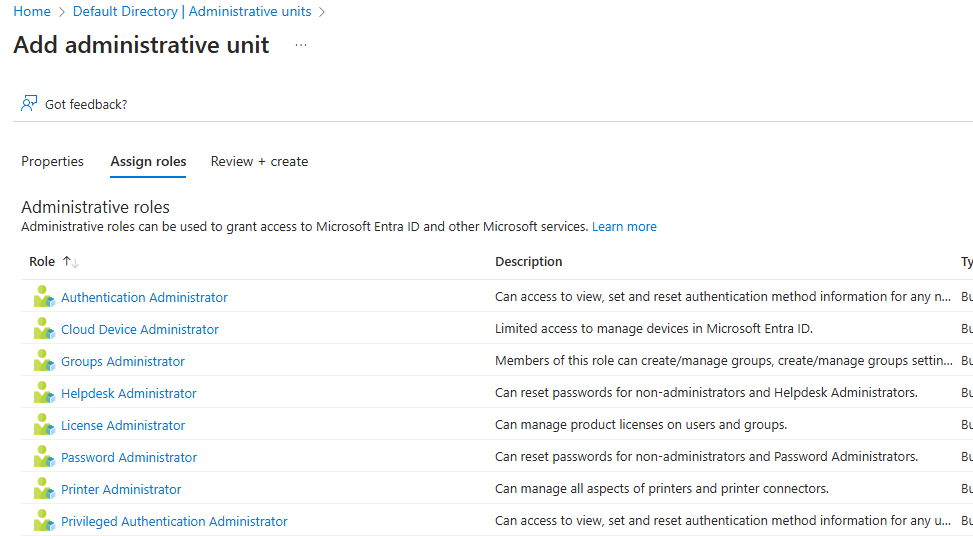 Home > Default Directory | Administrative units >
Add administrative unit ...
Got feedback?
Properties Assign roles Review + create
Administrative roles
Administrative roles can be used to grant access to Microsoft Entra ID and other Microsoft services. Learn more
Role ↑↓ Description Ty
Authentication Administrator Can access to view, set and reset authentication method information for any n... Bu
Cloud Device Administrator Limited access to manage devices in Microsoft Entra ID. Bu
Groups Administrator Members of this role can create/manage groups, create/manage groups settin... Bu
Helpdesk Administrator Can reset passwords for non-administrators and Helpdesk Administrators. Bu
License Administrator Can manage product licenses on users and groups. Bu
Password Administrator Can reset passwords for non-administrators and Password Administrators. Bu
Printer Administrator Can manage all aspects of printers and printer connectors. Bu
Privileged Authentication Administrator Can access to view, set and reset authentication method information for any u... Bu